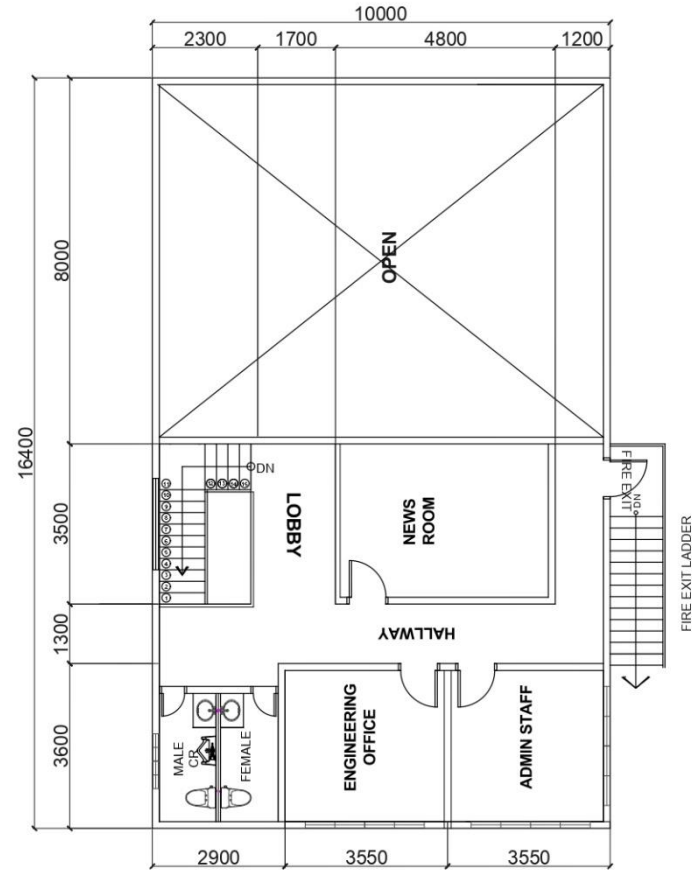 10000
2300
1700
4800
1200
16400
8000
3500
1300
3600
OPEN
DN
LOBBY
NEWS
ROOM
FIRE EXIT
DN
FIRE EXIT LADDER
HALLWAY
MALE
CR
FEMALE
ENGINEERING
OFFICE
ADMIN STAFF
2900
3550
3550